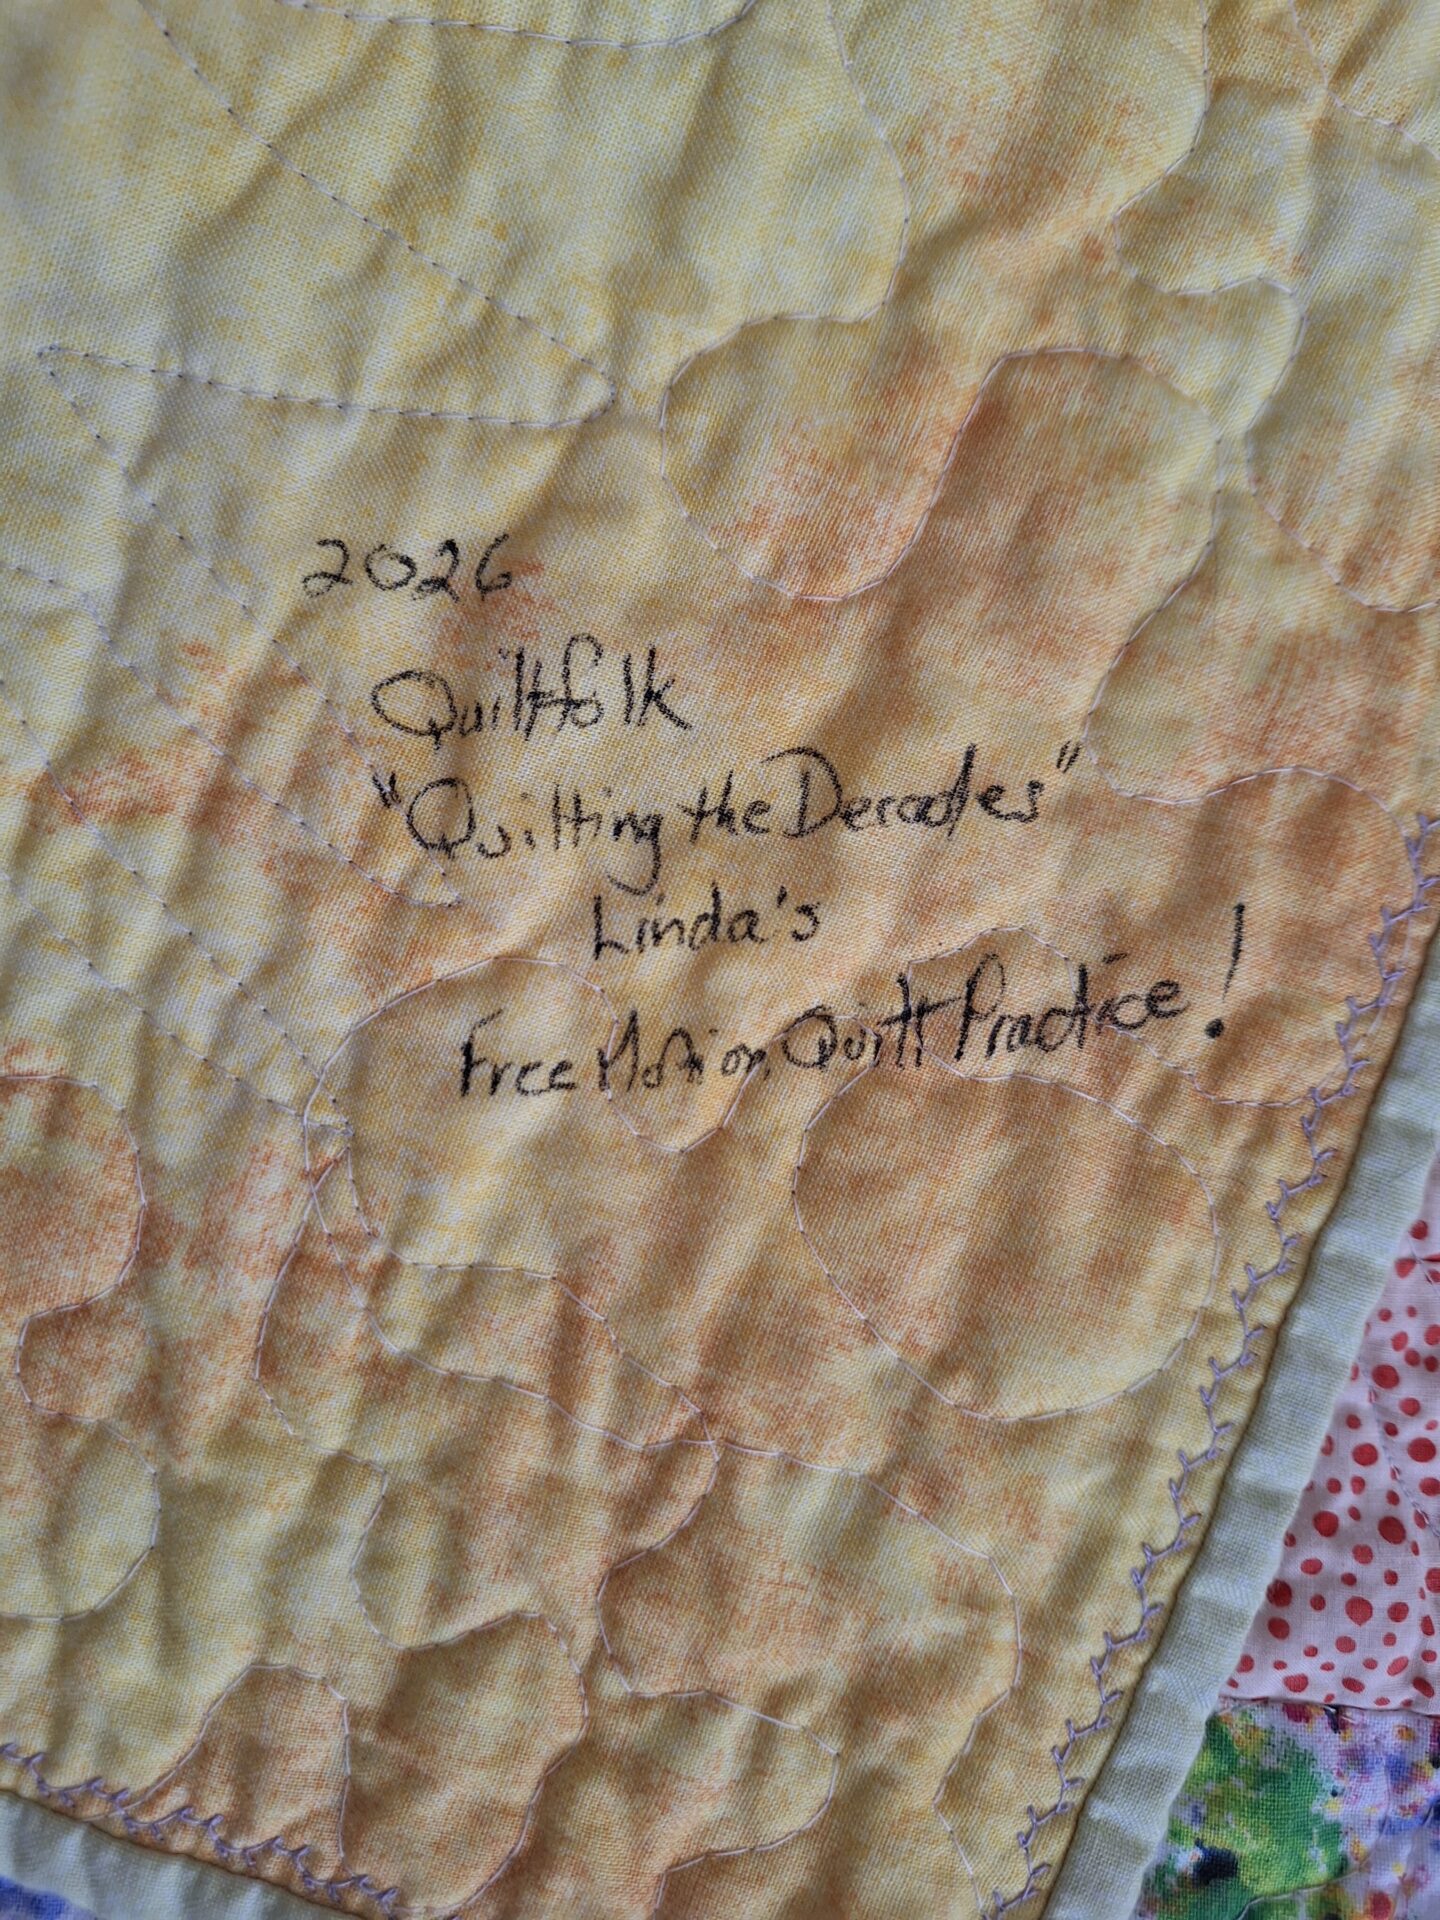 2026
Quiltfolk
"Quilting the Decades"
Linda's
Free Motion Quilt Practice!